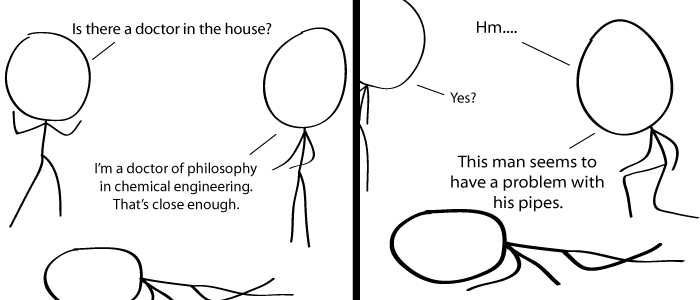 Is there a doctor in the house?
I'm a doctor of philosophy
in chemical engineering.
That's close enough.
Hm....
Yes?
This man seems to
have a problem with
his pipes.